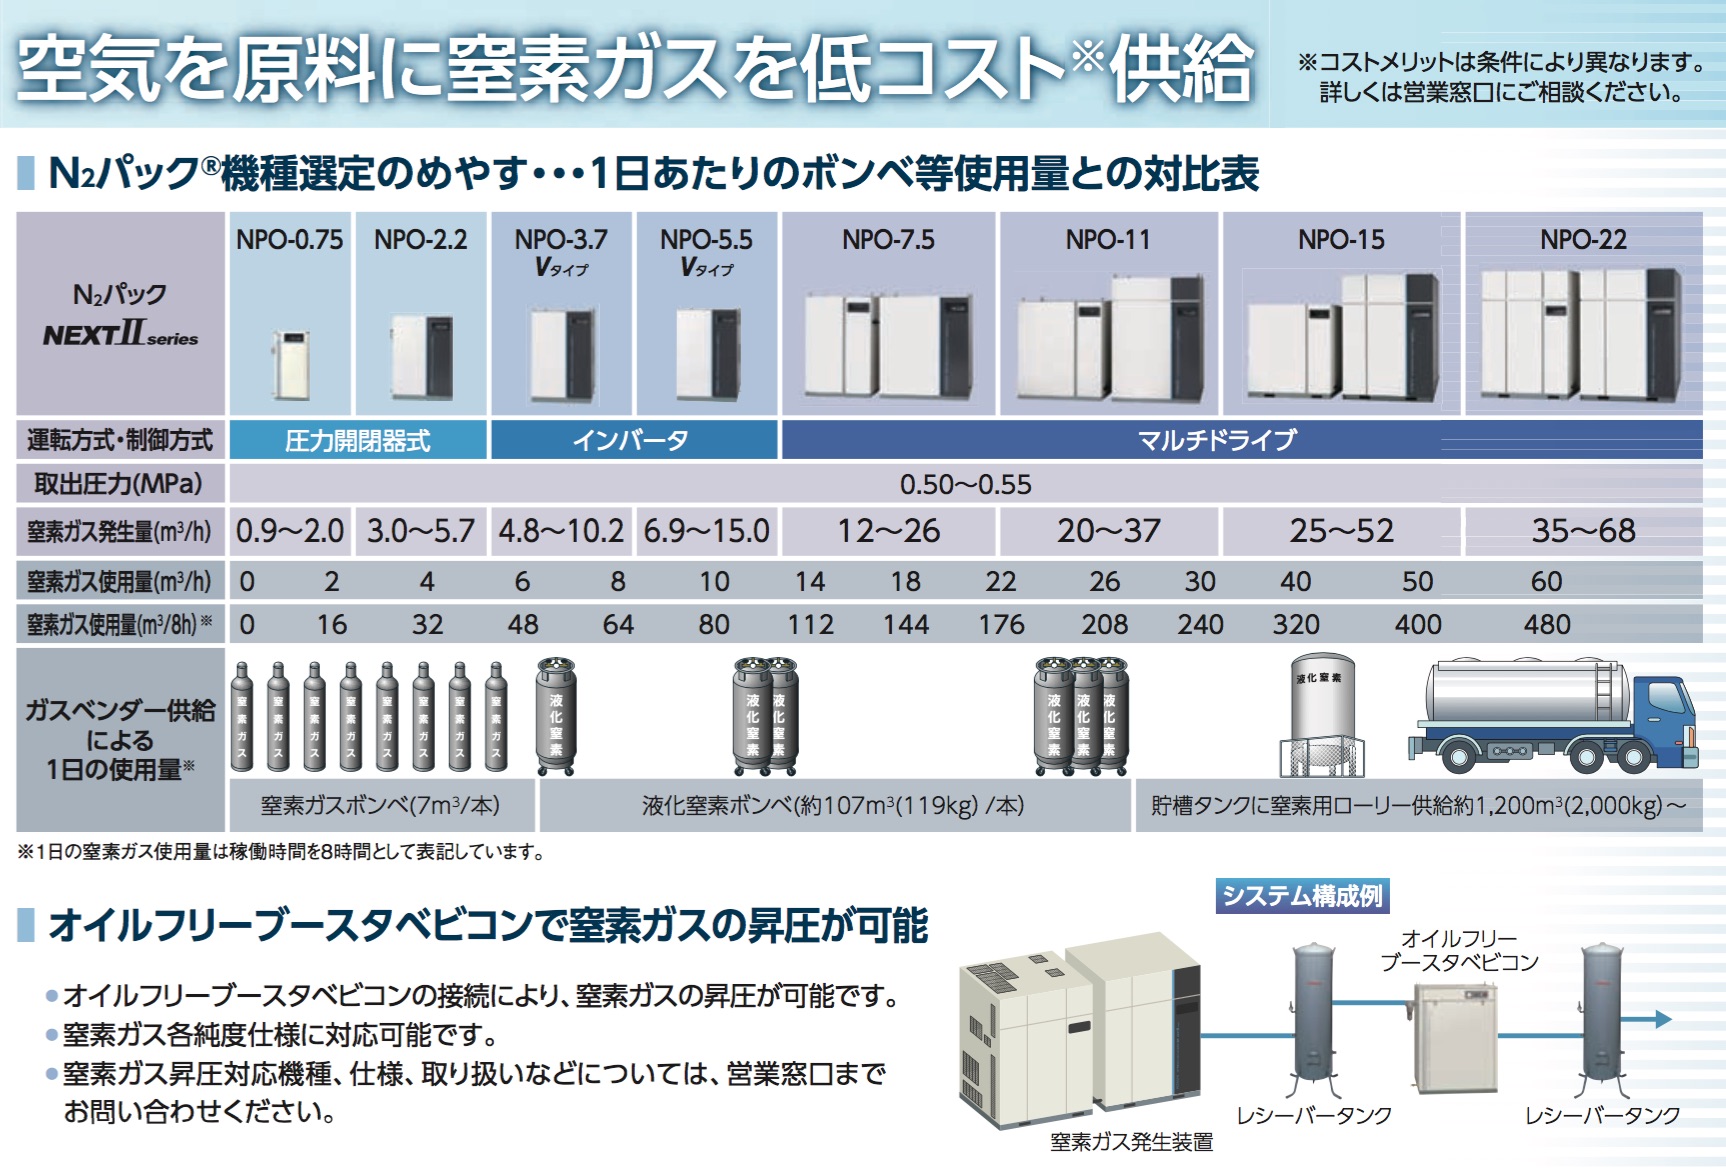 空気を原料に窒素ガスを低コスト※供給
※コストメリットは条件により異なります。
詳しくは営業窓口にご相談ください。
N2パック®機種選定のめやす・・・1日あたりのボンベ等使用量との対比表
N2パック
NEXTII series
NPO-0.75 NPO-2.2 NPO-3.7 NPO-5.5 NPO-7.5 NPO-11 NPO-15 NPO-22
Vタイプ Vタイプ
運転方式・制御方式 圧力開閉器式 インバータ マルチドライブ
取出圧力(MPa) 0.50〜0.55
窒素ガス発生量(m³/h) 0.9〜2.0 3.0〜5.7 4.8〜10.2 6.9〜15.0 12〜26 20〜37 25〜52 35〜68
窒素ガス使用量(m³/h) 0 2 4 6 8 10 14 18 22 26 30 40 50 60
窒素ガス使用量(m³/8h)※ 0 16 32 48 64 80 112 144 176 208 240 320 400 480
ガスベンダー供給
による
1日の使用量※
窒素ガス 窒素ガス 窒素ガス 窒素ガス 窒素ガス 窒素ガス 窒素ガス 窒素ガス 液化窒素 液化窒素 液化窒素 液化窒素 液化窒素 液化窒素 液化窒素
窒素ガスボンベ(7m³/本) 液化窒素ボンベ(約107m³(119kg) /本) 貯槽タンクに窒素用ローリー供給約1,200m³(2,000kg)〜
※1日の窒素ガス使用量は稼働時間を8時間として表記しています。
オイルフリーブースタベビコンで窒素ガスの昇圧が可能
●オイルフリーブースタベビコンの接続により、窒素ガスの昇圧が可能です。
●窒素ガス各純度仕様に対応可能です。
●窒素ガス昇圧対応機種、仕様、取り扱いなどについては、営業窓口まで
お問い合わせください。
システム構成例
オイルフリー
ブースタベビコン
レシーバータンク
レシーバータンク
窒素ガス発生装置